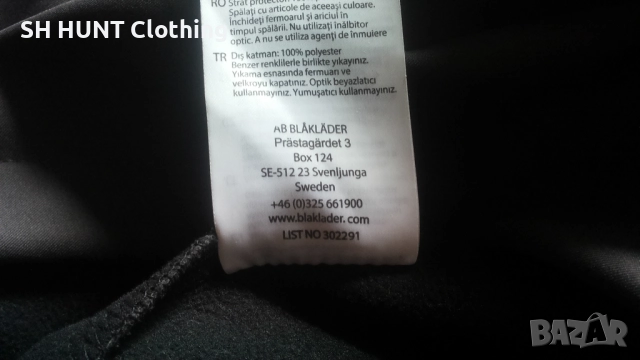 SH HUNT Clothing
RO Strat protector
Spălați cu articole de aceeași culoare.
Închideți fermoarul și ariciul în
timpul spălării. Nu utilizați înălbitor
optic. A nu se utiliza agenți de înmuiere
TR Dış katman: 100% polyester
Benzer renklilerle birlikte yıkayınız.
Yıkama esnasında fermuarı ve
velkroyu kapatınız. Optik beyazlatıcı
kullanmayınız. Yumuşatıcı kullanmayınız.
AB BLÅKLÄDER
Prästagärdet 3
Box 124
SE-512 23 Svenljunga
Sweden
+46 (0)325 661900
www.blaklader.com
LIST NO 302291
BAZAR